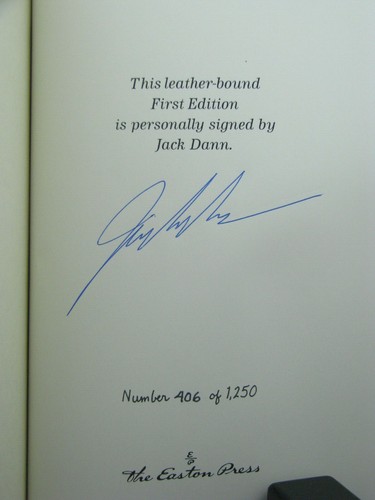 This leather-bound
First Edition
is personally signed by
Jack Dann.
Number 406 of 1,250
E
P
the Easton Press